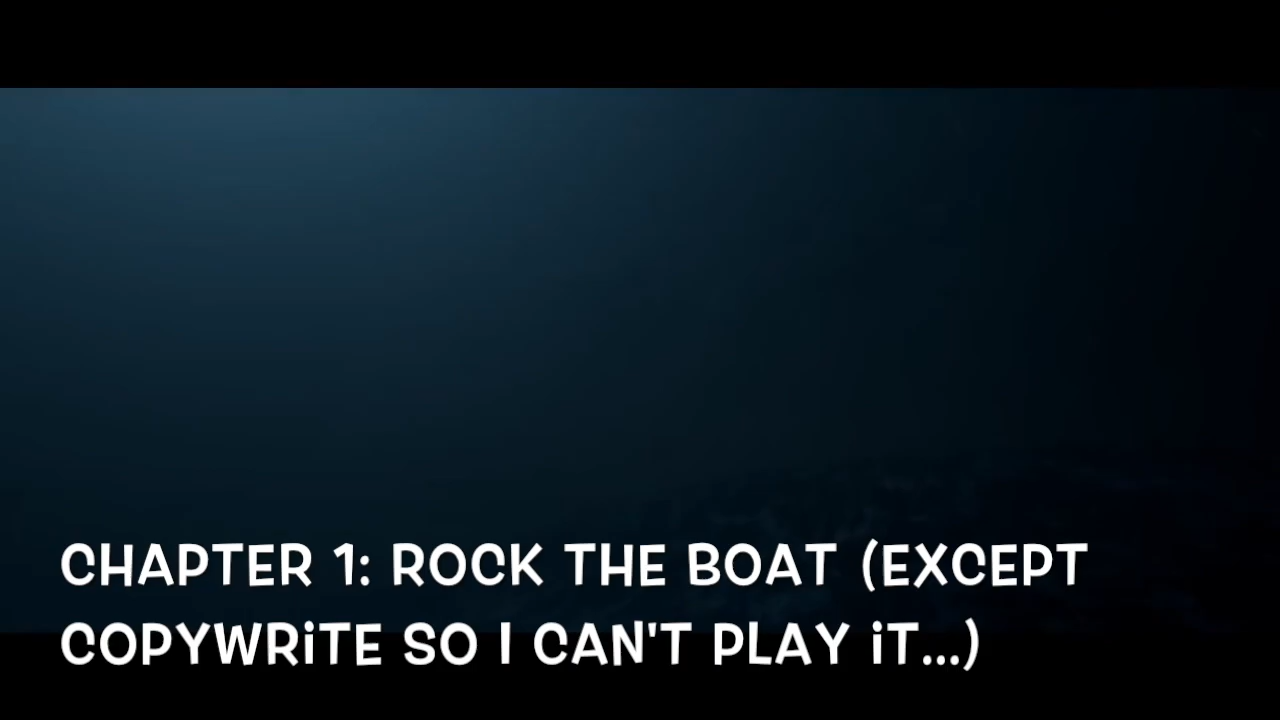 CHAPTER 1: ROCK THE BOAT (EXCEPT
COPYWRiTE SO I CAN'T PLAY iT...)